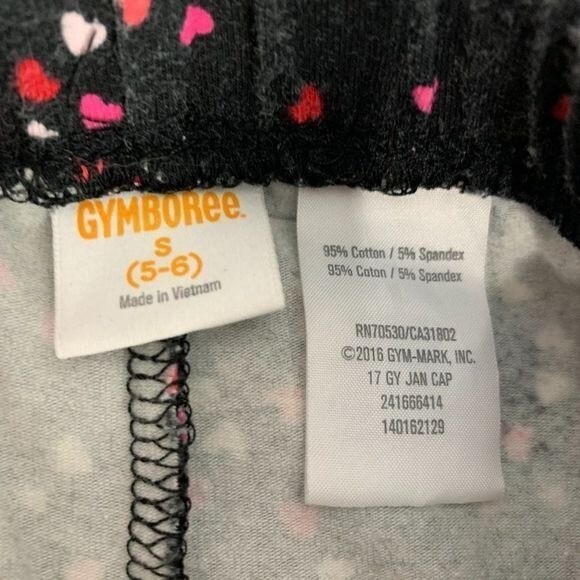 GYMBOREE
S
(5-6)
Made in Vietnam
95% Cotton / 5% Spandex
95% Coton / 5% Spandex
RN70530/CA31802
©2016 GYM-MARK, INC.
17 GY JAN CAP
241666414
140162129